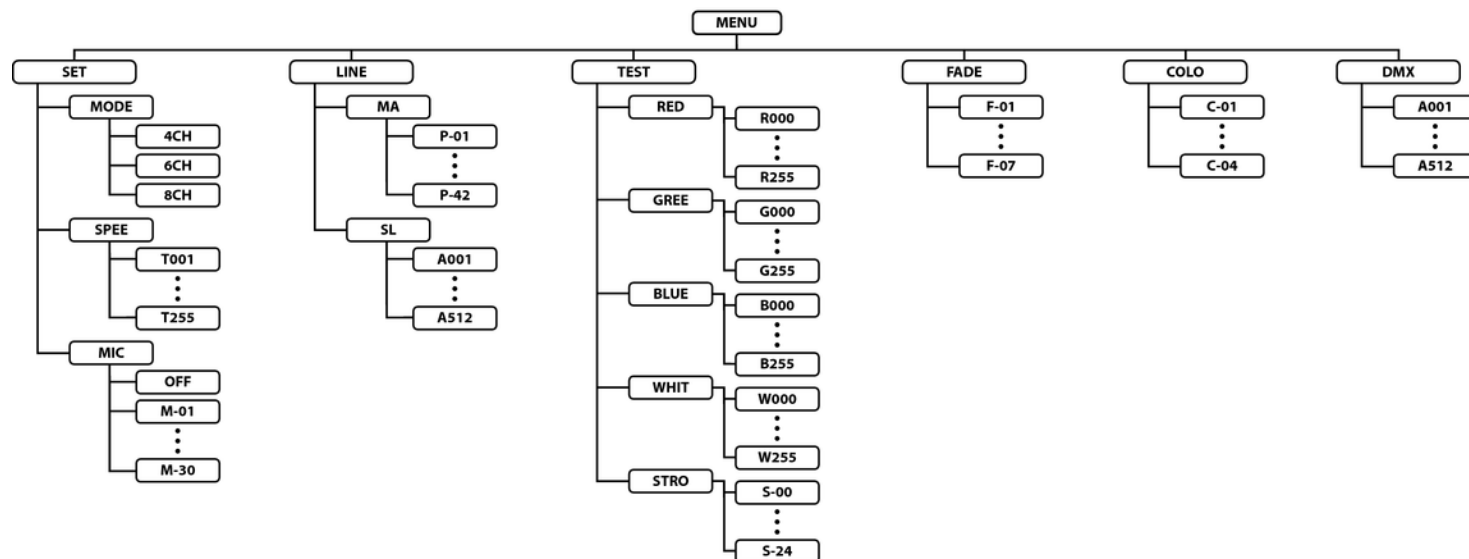 MENU
SET
MODE
4CH
6CH
8CH
SPEE
T001
T255
MIC
OFF
M-01
M-30
LINE
MA
P-01
P-42
SL
A001
A512
TEST
RED
R000
R255
GREE
G000
G255
BLUE
B000
B255
WHIT
W000
W255
STRO
S-00
S-24
FADE
F-01
F-07
COLO
C-01
C-04
DMX
A001
A512